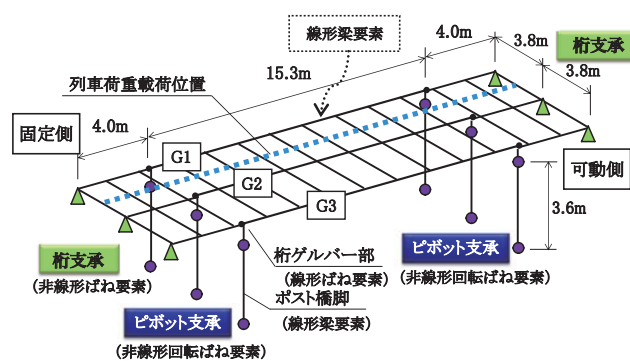 線形梁要素
4.0m
3.8m
桁支承
15.3m
3.8m
列車荷重載荷位置
固定側
4.0m
G1
G2
G3
可動側
3.6m
桁支承
(非線形ばね要素)
桁ゲルバー部
(線形ばね要素)
ピボット支承
(非線形回転ばね要素)
ポスト橋脚
(線形梁要素)
ピボット支承
(非線形回転ばね要素)